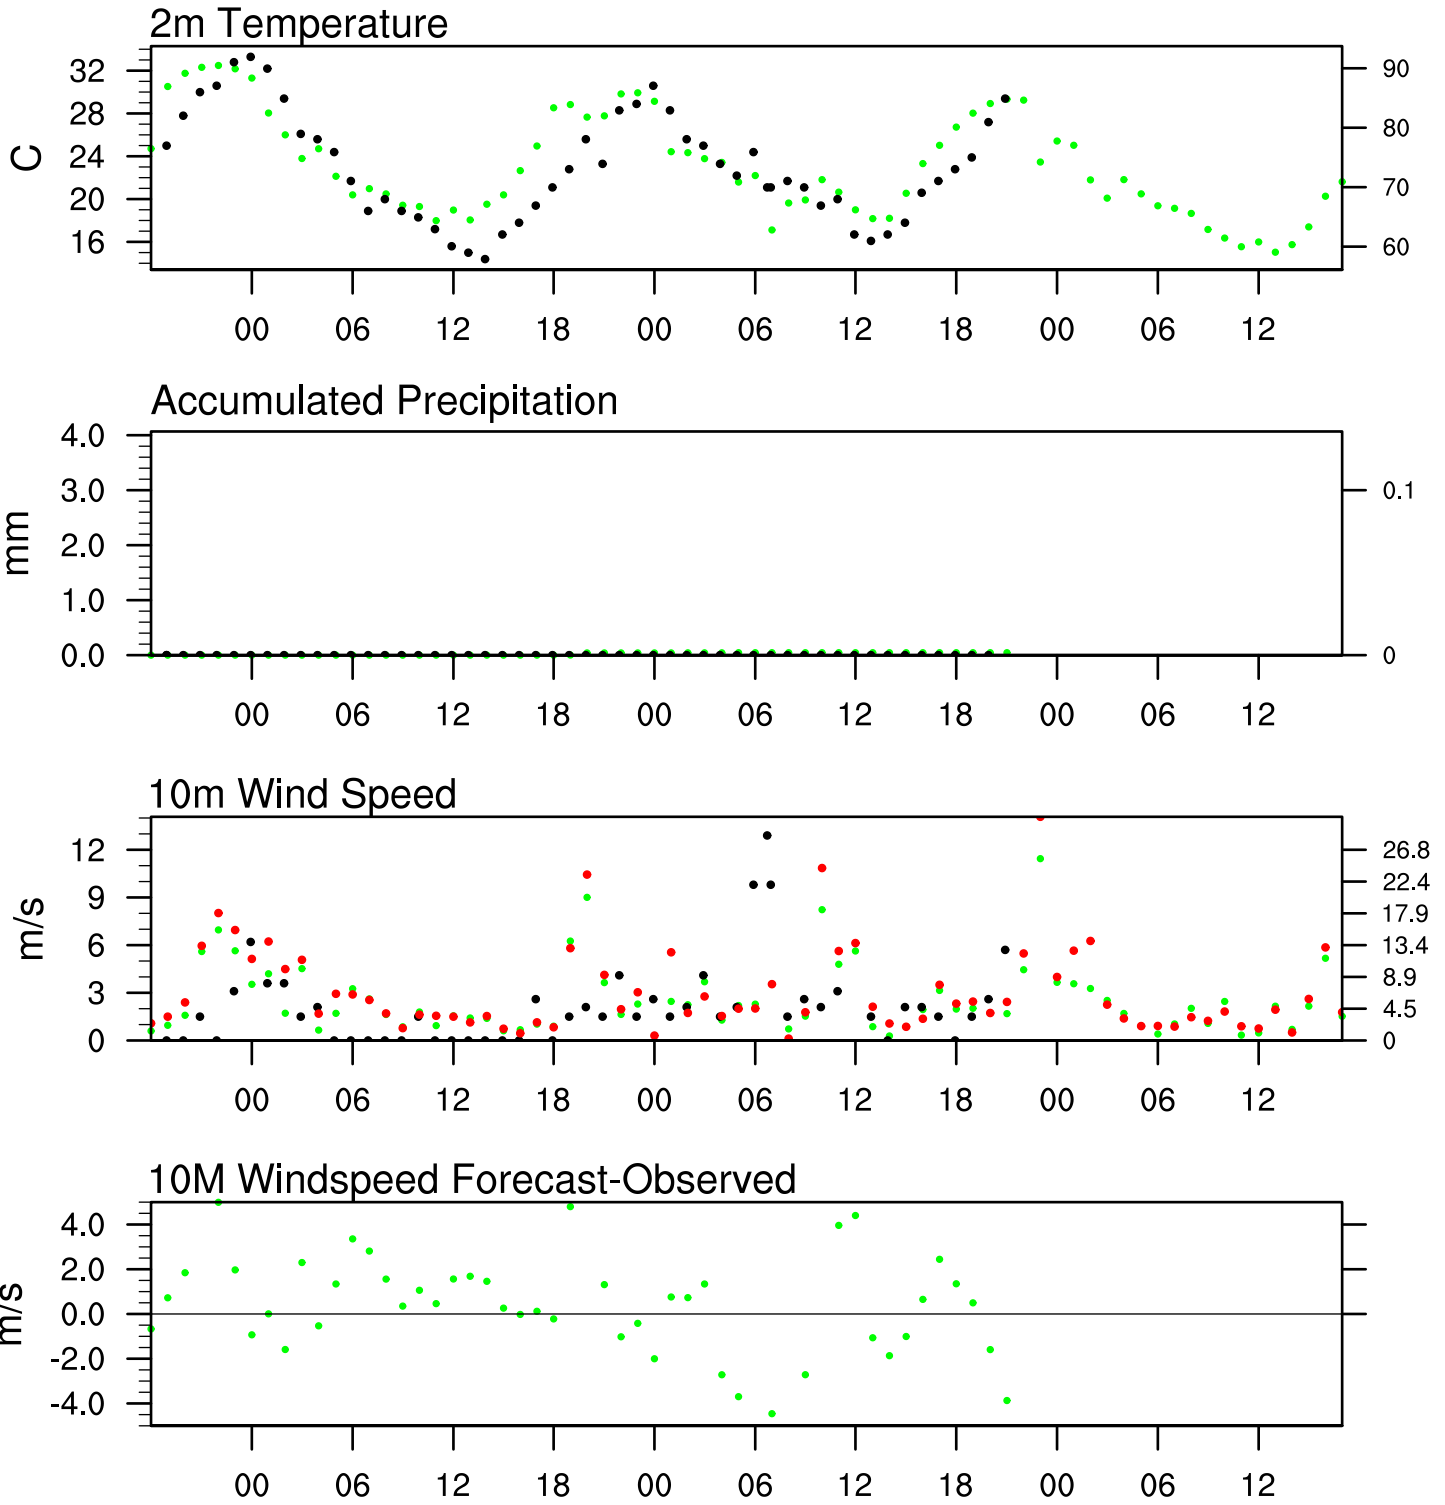 2m Temperature
C
32 90
28
24 80
20 70
16 60
00 06 12 18 00 06 12 18 00 06 12
Accumulated Precipitation
mm
4.0
3.0 0.1
2.0
1.0
0.0 0
00 06 12 18 00 06 12 18 00 06 12
10m Wind Speed
m/s
12 26.8
9 22.4
17.9
6 13.4
8.9
3 4.5
0 0
00 06 12 18 00 06 12 18 00 06 12
10M Windspeed Forecast-Observed
m/s
4.0
2.0
0.0
-2.0
-4.0
00 06 12 18 00 06 12 18 00 06 12